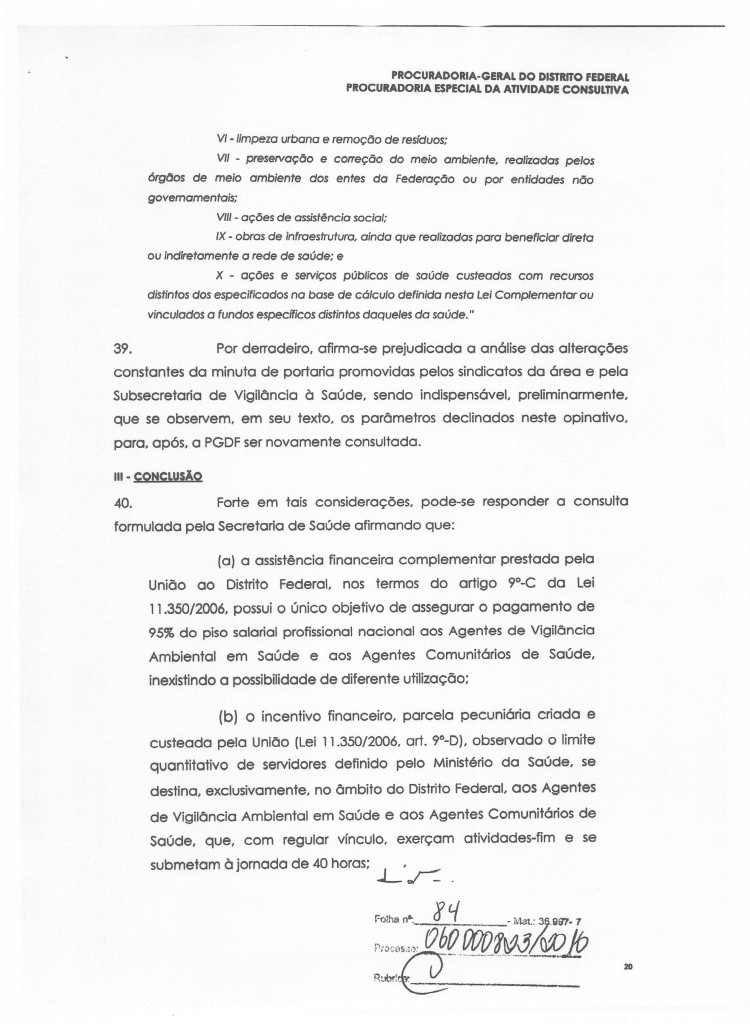 PROCURADORIA-GERAL DO DISTRITO FEDERAL
PROCURADORIA ESPECIAL DA ATIVIDADE CONSULTIVA
VI - limpeza urbana e remoção de resíduos;
VII - preservação e correção do meio ambiente, realizadas pelos
órgãos de meio ambiente dos entes da Federação ou por entidades não
governamentais;
VIII - ações de assistência social;
IX - obras de infraestrutura, ainda que realizadas para beneficiar direta
ou indiretamente a rede de saúde; e
X - ações e serviços públicos de saúde custeados com recursos
distintos dos especificados na base de cálculo definida nesta Lei Complementar ou
vinculados a fundos específicos distintos daqueles da saúde."
39. Por derradeiro, afirma-se prejudicada a análise das alterações
constantes da minuta de portaria promovidas pelos sindicatos da área e pela
Subsecretaria de Vigilância à Saúde, sendo indispensável, preliminarmente,
que se observem, em seu texto, os parâmetros declinados neste opinativo,
para, após, a PGDF ser novamente consultada.
III - CONCLUSÃO
40. Forte em tais considerações, pode-se responder a consulta
formulada pela Secretaria de Saúde afirmando que:
(a) a assistência financeira complementar prestada pela
União ao Distrito Federal, nos termos do artigo 9º-C da Lei
11.350/2006, possui o único objetivo de assegurar o pagamento de
95% do piso salarial profissional nacional aos Agentes de Vigilância
Ambiental em Saúde e aos Agentes Comunitários de Saúde,
inexistindo a possibilidade de diferente utilização;
(b) o incentivo financeiro, parcela pecuniária criada e
custeada pela União (Lei 11.350/2006, art. 9º-D), observado o limite
quantitativo de servidores definido pelo Ministério da Saúde, se
destina, exclusivamente, no âmbito do Distrito Federal, aos Agentes
de Vigilância Ambiental em Saúde e aos Agentes Comunitários de
Saúde, que, com regular vínculo, exerçam atividades-fim e se
submetam à jornada de 40 horas;
Folha nº: 84 - Mat.: 36.997-7
Processo:
Rubrica:
20